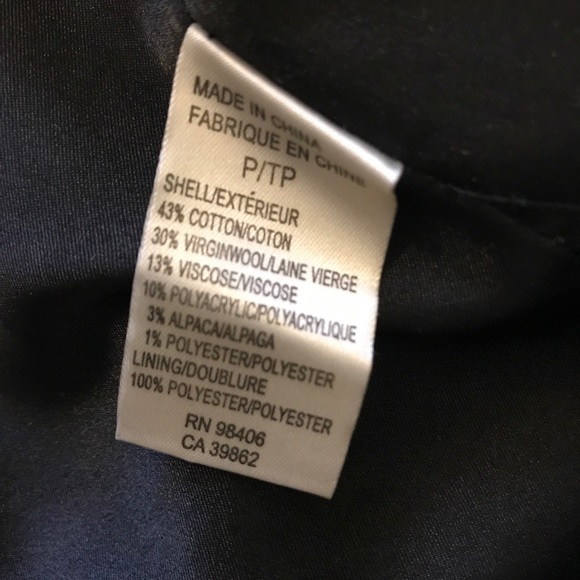 MADE IN CHINA
FABRIQUE EN CHINE
P/TP
SHELL/EXTÉRIEUR
43% COTTON/COTON
30% VIRGINWOOL/LAINE VIERGE
13% VISCOSE/VISCOSE
10% POLYACRYLIC/POLYACRYLIQUE
3% ALPACA/ALPAGA
1% POLYESTER/POLYESTER
LINING/DOUBLURE
100% POLYESTER/POLYESTER
RN 98406
CA 39862